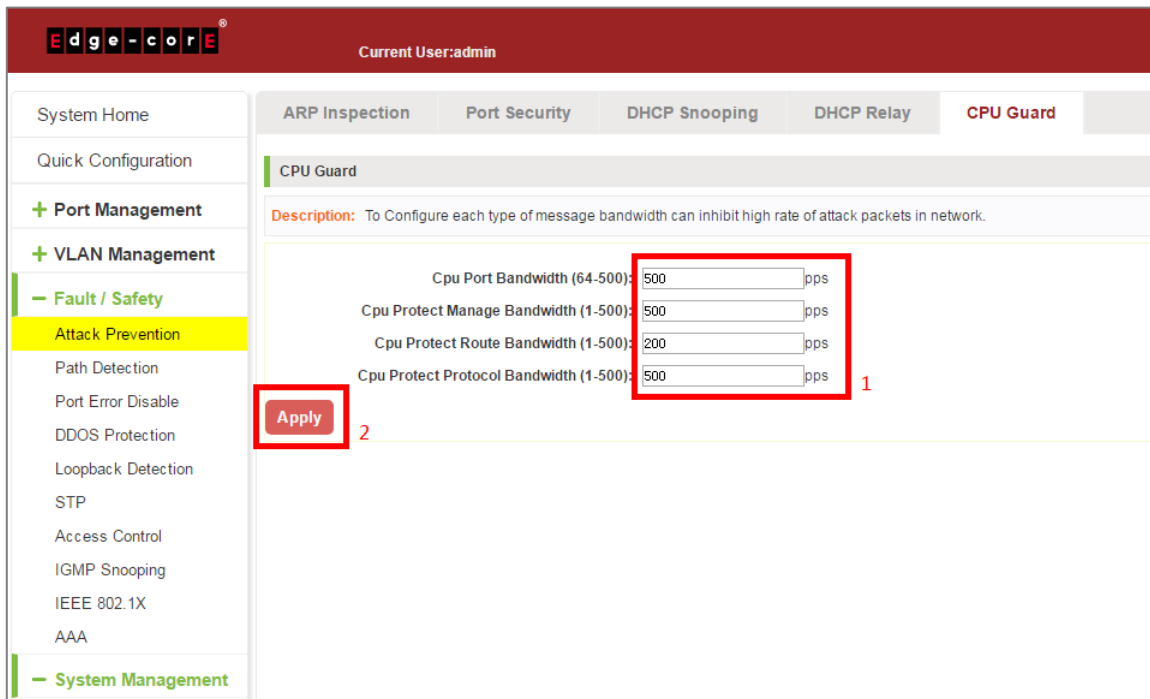 Edge-corE®
Current User:admin
System Home
Quick Configuration
+ Port Management
+ VLAN Management
− Fault / Safety
Attack Prevention
Path Detection
Port Error Disable
DDOS Protection
Loopback Detection
STP
Access Control
IGMP Snooping
IEEE 802.1X
AAA
− System Management
ARP Inspection Port Security DHCP Snooping DHCP Relay CPU Guard
CPU Guard
Description: To Configure each type of message bandwidth can inhibit high rate of attack packets in network.
Cpu Port Bandwidth (64-500): 500 pps
Cpu Protect Manage Bandwidth (1-500): 500 pps
Cpu Protect Route Bandwidth (1-500): 200 pps
Cpu Protect Protocol Bandwidth (1-500): 500 pps
1
Apply
2